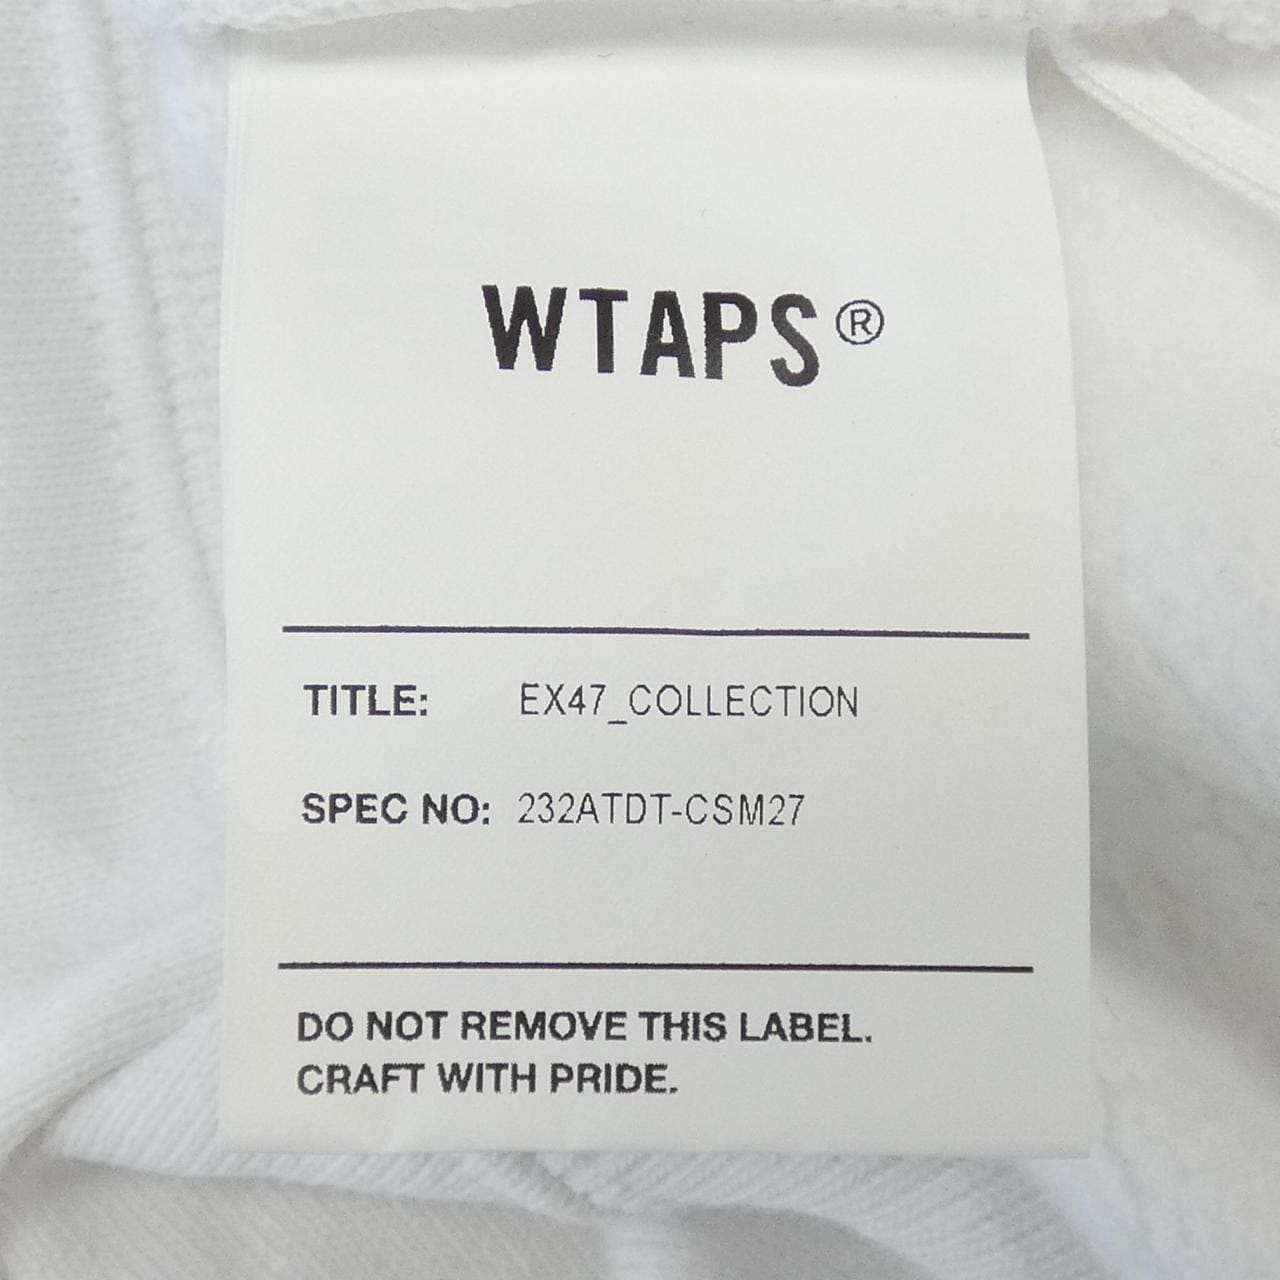 WTAPS®
TITLE: EX47_COLLECTION
SPEC NO: 232ATDT-CSM27
DO NOT REMOVE THIS LABEL.
CRAFT WITH PRIDE.